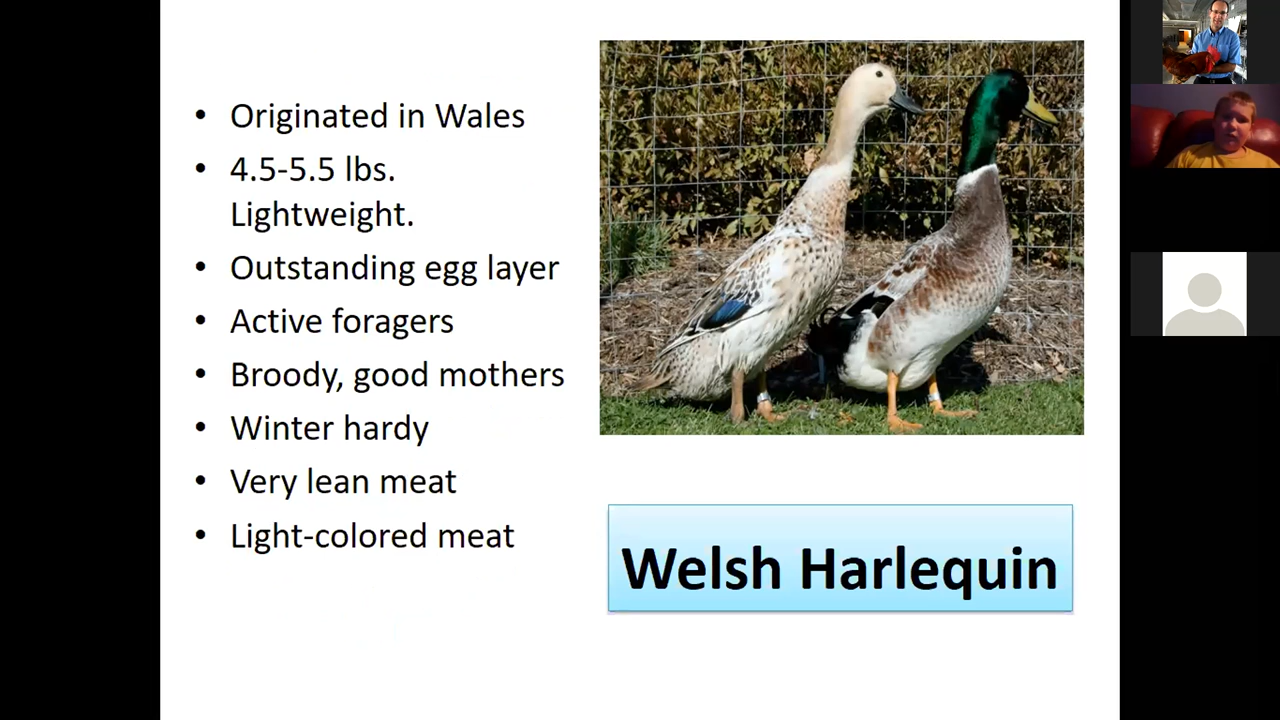 • Originated in Wales
• 4.5-5.5 lbs.
Lightweight.
• Outstanding egg layer
• Active foragers
• Broody, good mothers
• Winter hardy
• Very lean meat
• Light-colored meat
Welsh Harlequin